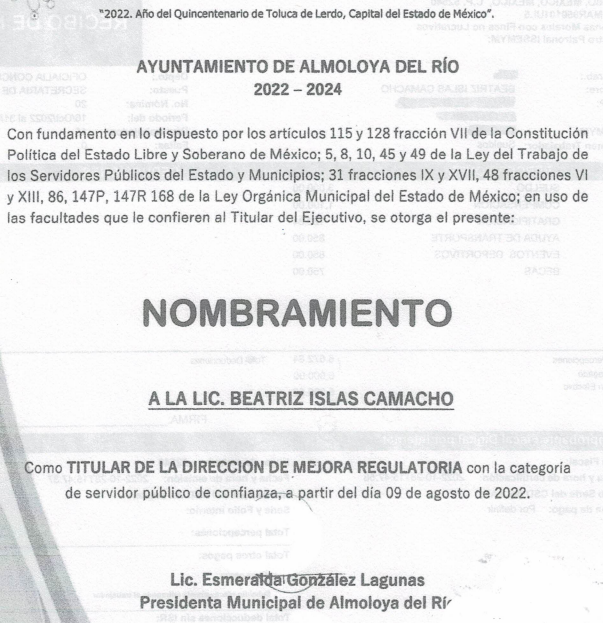 "2022. Año del Quincentenario de Toluca de Lerdo, Capital del Estado de México".
AYUNTAMIENTO DE ALMOLOYA DEL RÍO
2022 – 2024
Con fundamento en lo dispuesto por los artículos 115 y 128 fracción VII de la Constitución
Política del Estado Libre y Soberano de México; 5, 8, 10, 45 y 49 de la Ley del Trabajo de
los Servidores Públicos del Estado y Municipios; 31 fracciones IX y XVII, 48 fracciones VI
y XIII, 86, 147P, 147R 168 de la Ley Orgánica Municipal del Estado de México; en uso de
las facultades que le confieren al Titular del Ejecutivo, se otorga el presente:
NOMBRAMIENTO
A LA LIC. BEATRIZ ISLAS CAMACHO
Como TITULAR DE LA DIRECCION DE MEJORA REGULATORIA con la categoría
de servidor público de confianza, a partir del día 09 de agosto de 2022.
Lic. Esmeralda González Lagunas
Presidenta Municipal de Almoloya del Río